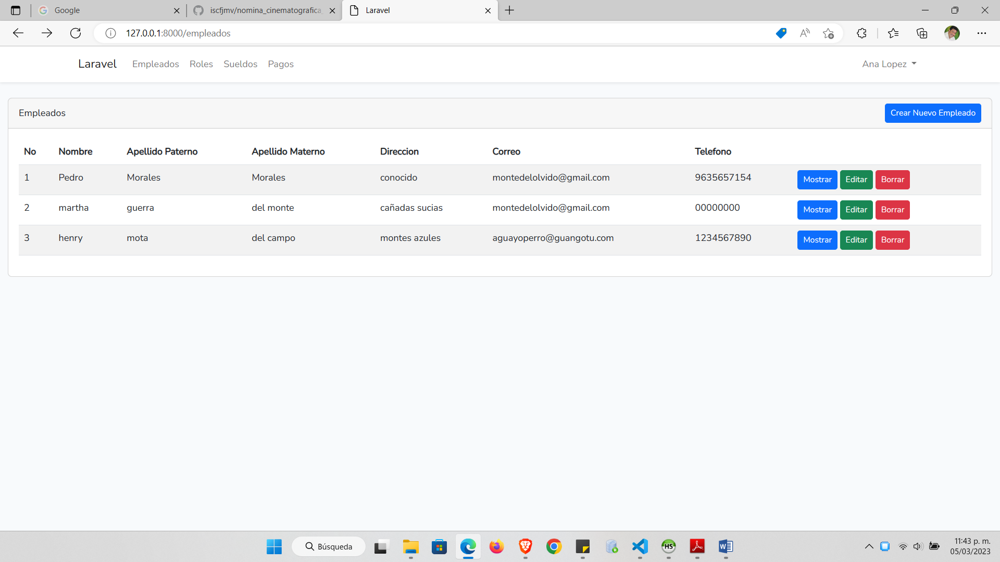 Google
iscfjmv/nomina_cinematografica
Laravel
127.0.0.1:8000/empleados
Laravel Empleados Roles Sueldos Pagos Ana Lopez
Empleados Crear Nuevo Empleado
No Nombre Apellido Paterno Apellido Materno Direccion Correo Telefono
1 Pedro Morales Morales conocido montedelolvido@gmail.com 9635657154 Mostrar Editar Borrar
2 martha guerra del monte cañadas sucias montedelolvido@gmail.com 00000000 Mostrar Editar Borrar
3 henry mota del campo montes azules aguayoperro@guangotu.com 1234567890 Mostrar Editar Borrar
Búsqueda
HS
W
11:43 p. m.
05/03/2023